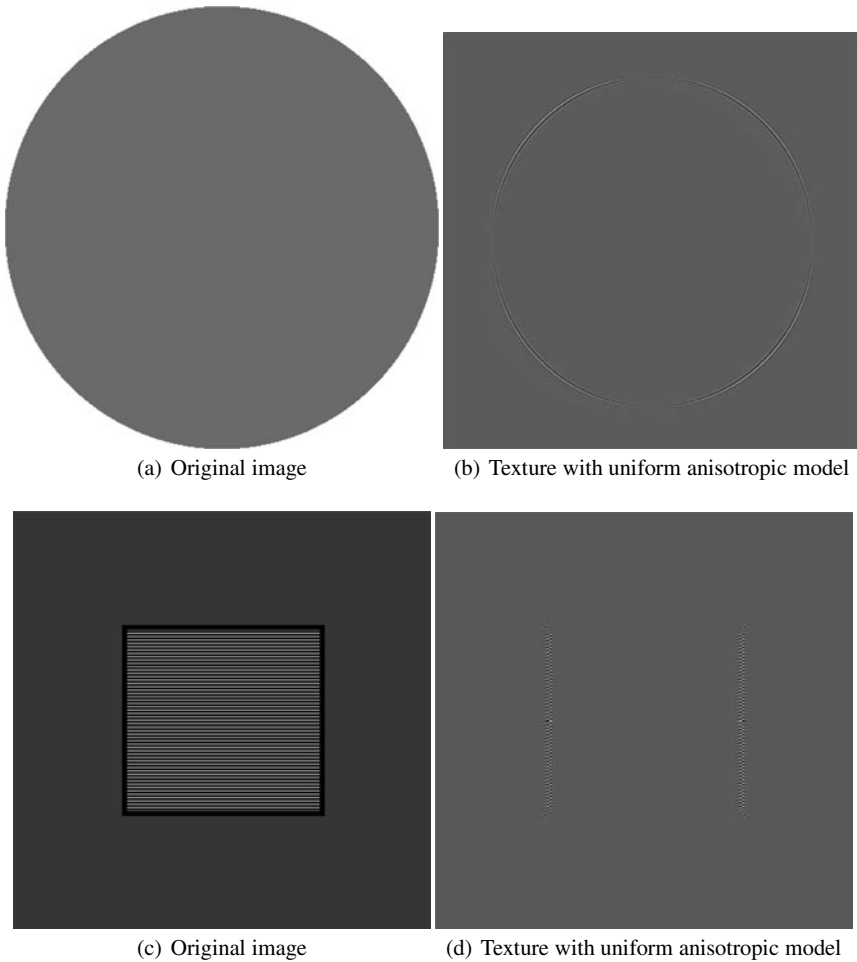 (a) Original image
(b) Texture with uniform anisotropic model
(c) Original image
(d) Texture with uniform anisotropic model